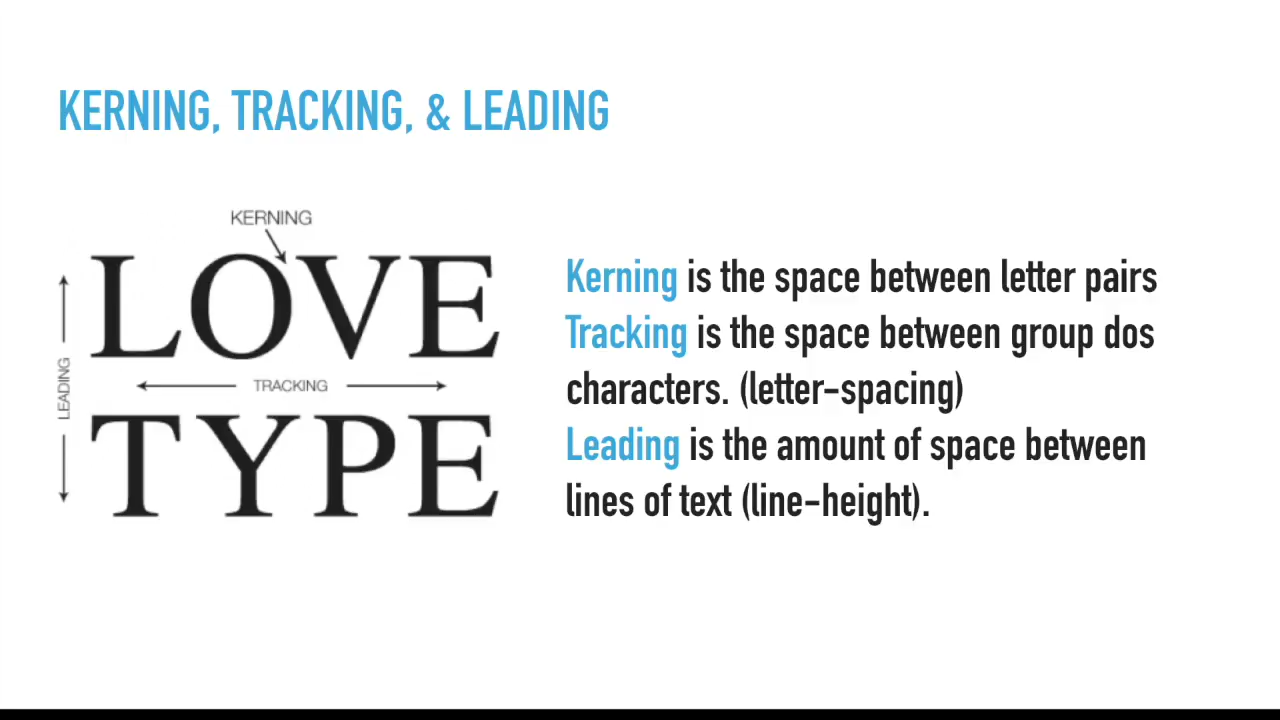 KERNING, TRACKING, & LEADING
KERNING
LOVE
LEADING
TRACKING
TYPE
Kerning is the space between letter pairs
Tracking is the space between group dos
characters. (letter-spacing)
Leading is the amount of space between
lines of text (line-height).